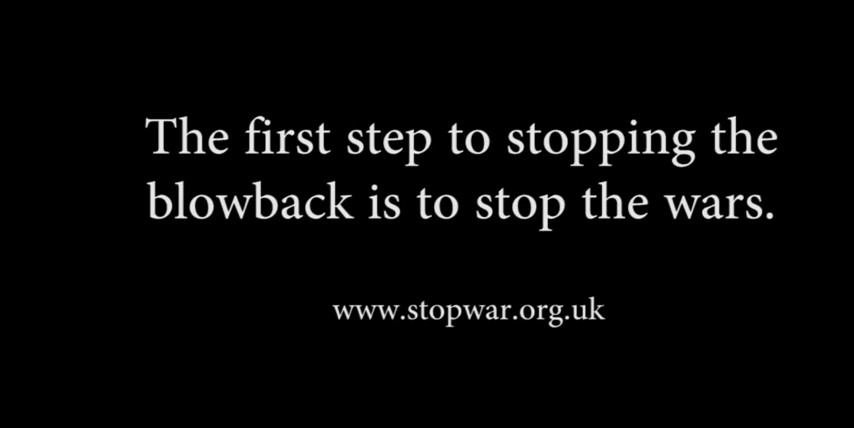 The first step to stopping the
blowback is to stop the wars.
www.stopwar.org.uk